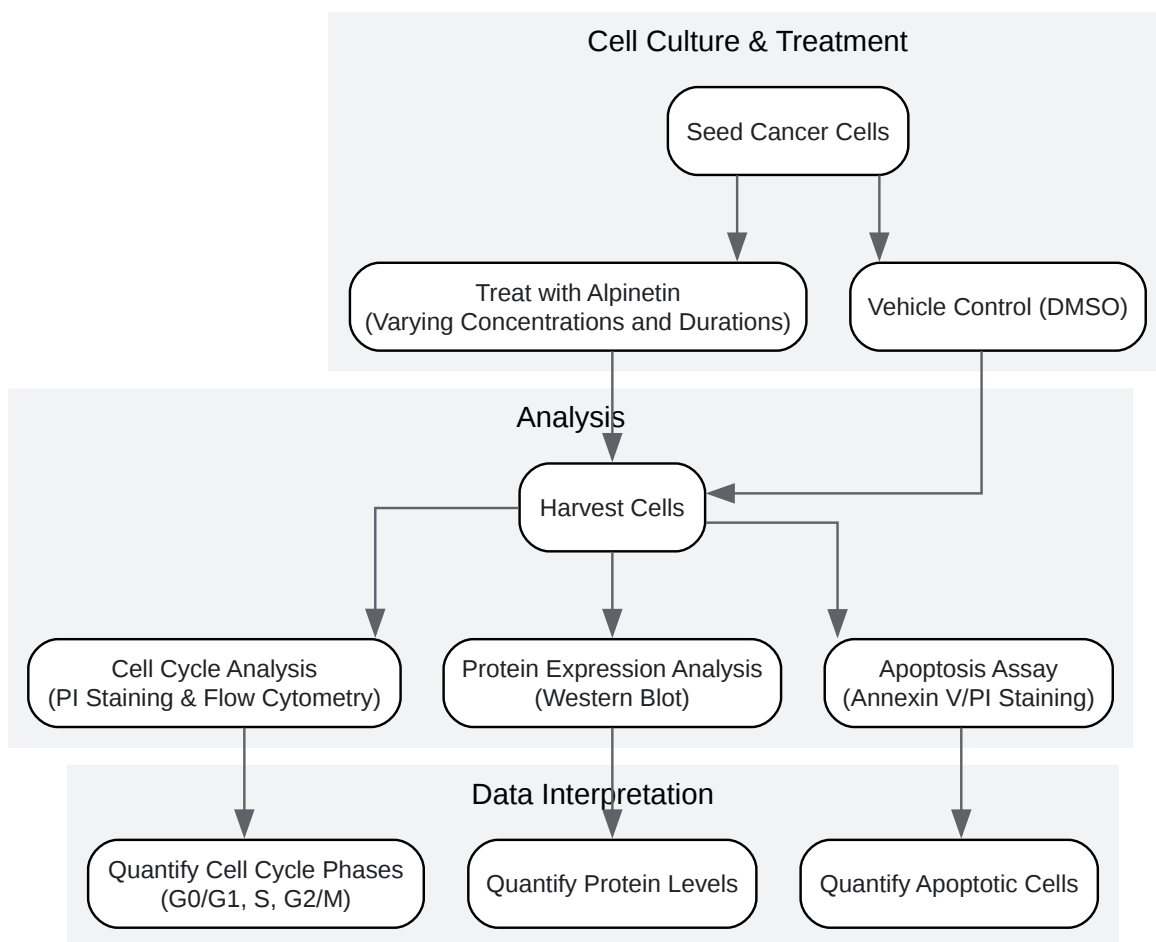 Cell Culture & Treatment
Seed Cancer Cells
Treat with Alpinetin
(Varying Concentrations and Durations)
Vehicle Control (DMSO)
Analysis
Harvest Cells
Cell Cycle Analysis
(PI Staining & Flow Cytometry)
Protein Expression Analysis
(Western Blot)
Apoptosis Assay
(Annexin V/PI Staining)
Data Interpretation
Quantify Cell Cycle Phases
(G0/G1, S, G2/M)
Quantify Protein Levels
Quantify Apoptotic Cells